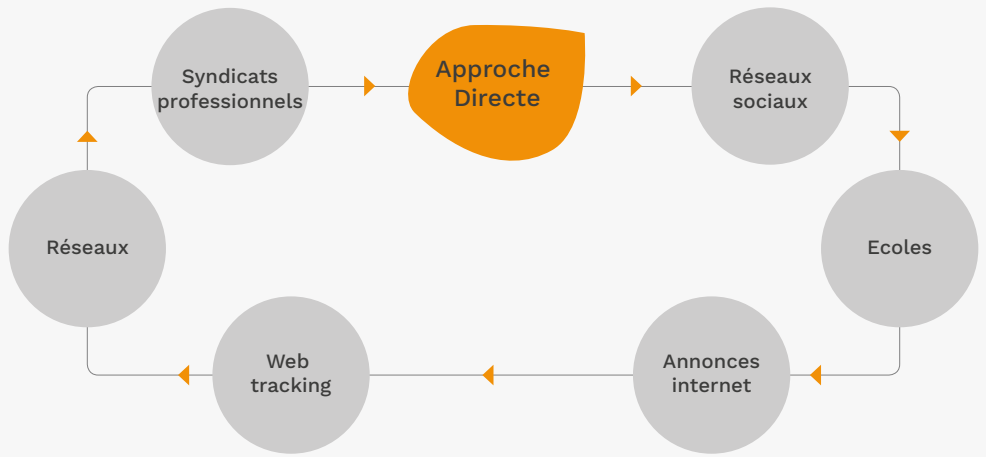 Syndicats
professionnels
Approche
Directe
Réseaux
sociaux
Réseaux
Ecoles
Web
tracking
Annonces
internet